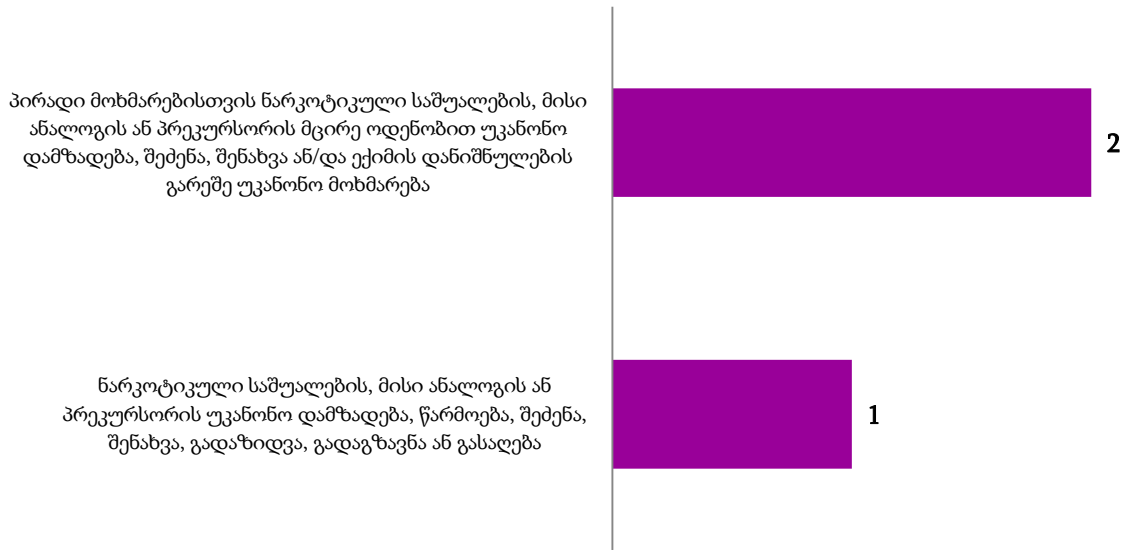 პირადი მოხმარებისთვის ნარკოტიკული საშუალების, მისი
ანალოგის ან პრეკურსორის მცირე ოდენობით უკანონო
დამზადება, შეძენა, შენახვა ან/და ექიმის დანიშნულების
გარეშე უკანონო მოხმარება
2
ნარკოტიკული საშუალების, მისი ანალოგის ან
პრეკურსორის უკანონო დამზადება, წარმოება, შეძენა,
შენახვა, გადაზიდვა, გადაგზავნა ან გასაღება
1